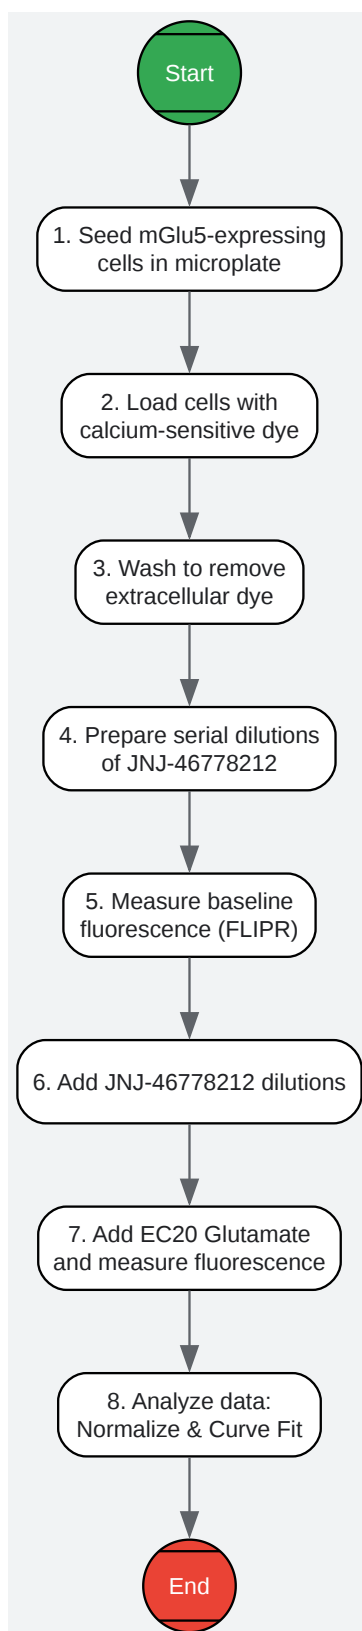 Start
1. Seed mGlu5-expressing
cells in microplate
2. Load cells with
calcium-sensitive dye
3. Wash to remove
extracellular dye
4. Prepare serial dilutions
of JNJ-46778212
5. Measure baseline
fluorescence (FLIPR)
6. Add JNJ-46778212 dilutions
7. Add EC20 Glutamate
and measure fluorescence
8. Analyze data:
Normalize & Curve Fit
End